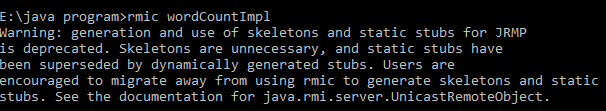 E:\java program>rmic wordCountImpl
Warning: generation and use of skeletons and static stubs for JRMP
is deprecated. Skeletons are unnecessary, and static stubs have
been superseded by dynamically generated stubs. Users are
encouraged to migrate away from using rmic to generate skeletons and static
stubs. See the documentation for java.rmi.server.UnicastRemoteObject.